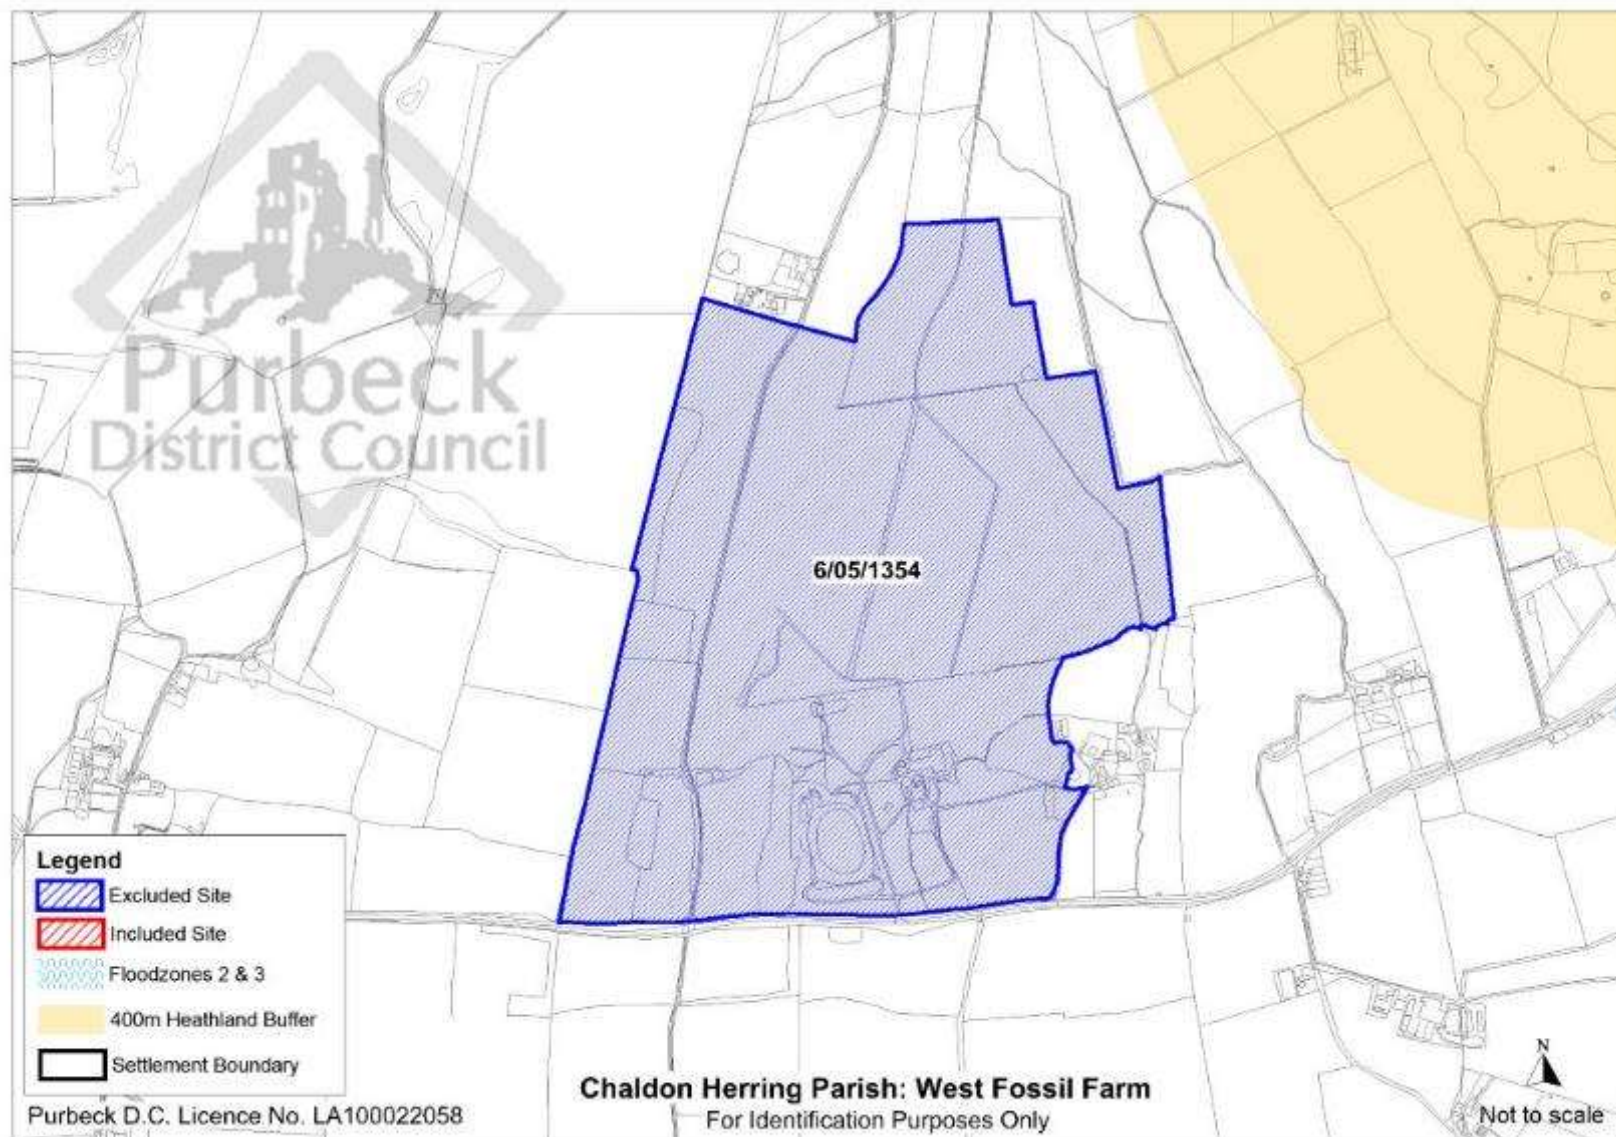 Purbeck
District Council
6/05/1354
Legend
Excluded Site
Included Site
Floodzones 2 & 3
400m Heathland Buffer
Settlement Boundary
Purbeck D.C. Licence No. LA100022058
Chaldon Herring Parish: West Fossil Farm
For Identification Purposes Only
N
Not to scale